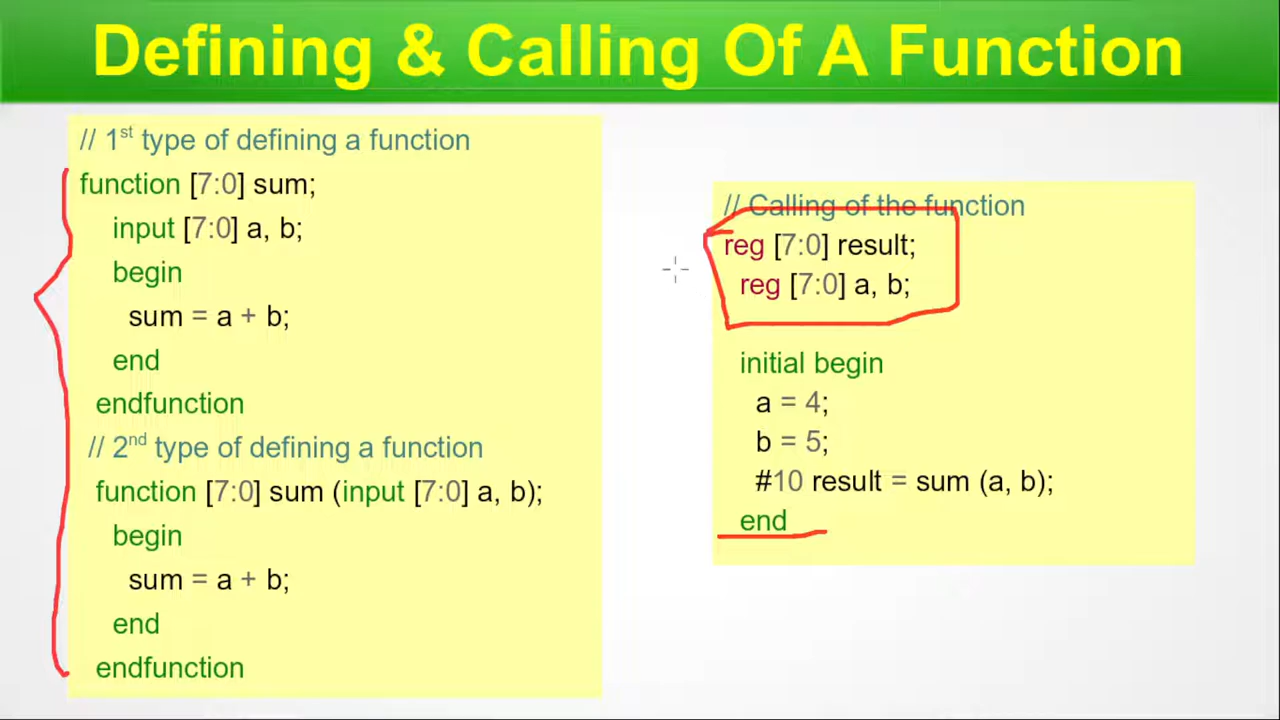 Defining & Calling Of A Function
// 1st type of defining a function
function [7:0] sum;
input [7:0] a, b;
begin
sum = a + b;
end
endfunction
// 2nd type of defining a function
function [7:0] sum (input [7:0] a, b);
begin
sum = a + b;
end
endfunction
// Calling of the function
reg [7:0] result;
reg [7:0] a, b;
initial begin
a = 4;
b = 5;
#10 result = sum (a, b);
end